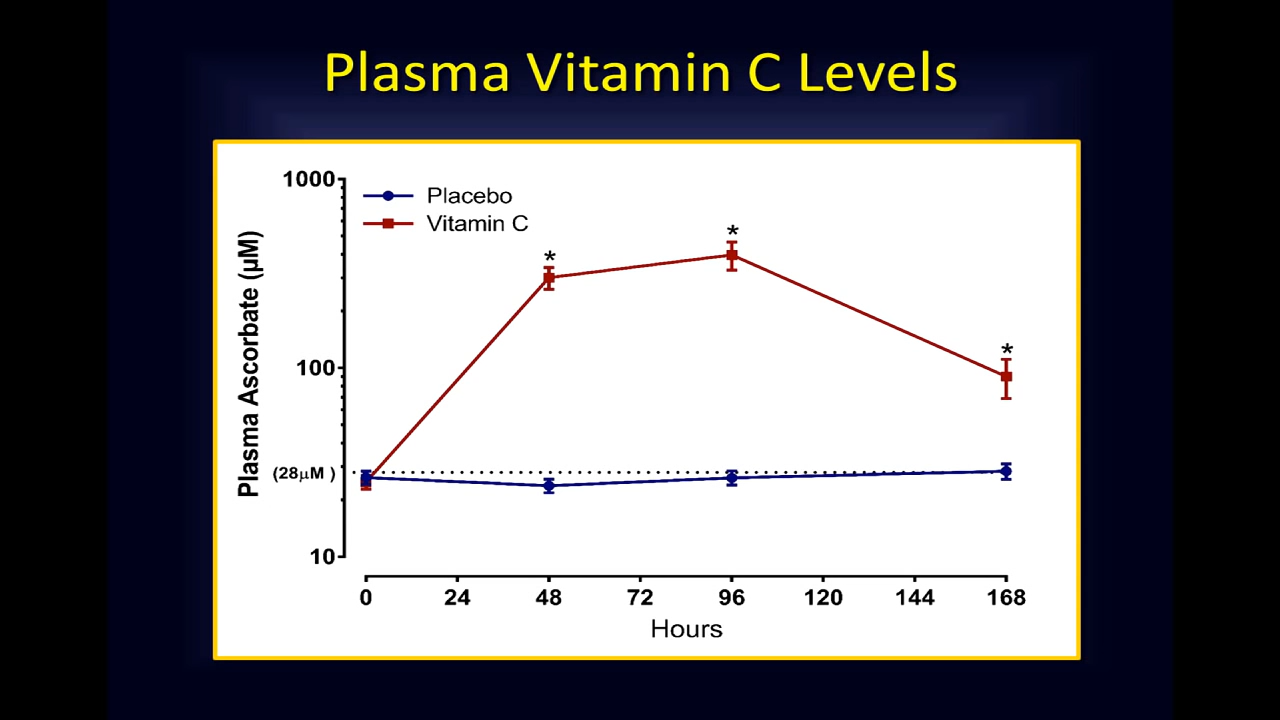 Plasma Vitamin C Levels
1000
Placebo
Vitamin C
*
*
*
100
Plasma Ascorbate (μM)
(28μM )
10
0 24 48 72 96 120 144 168
Hours